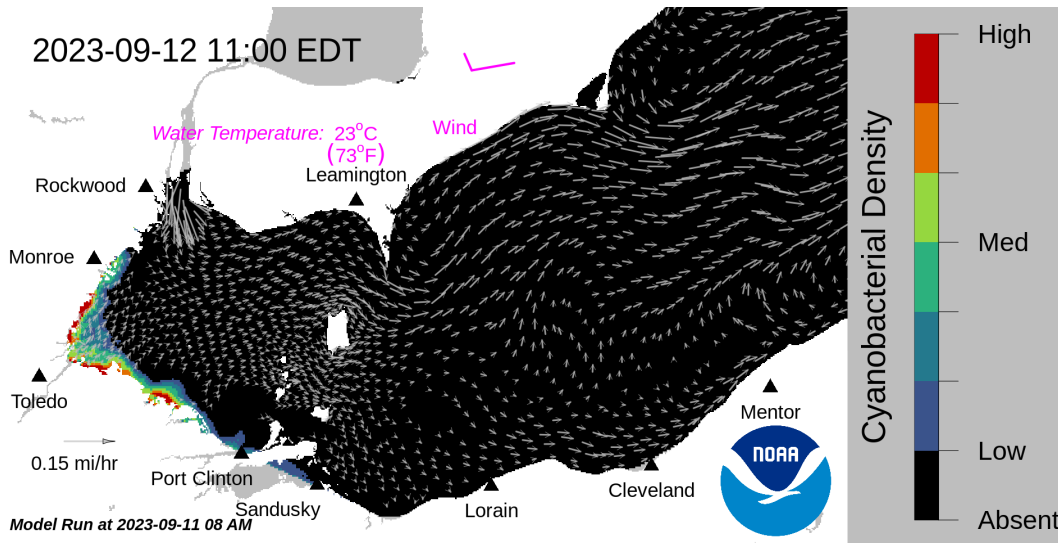 2023-09-12 11:00 EDT
Wind
Water Temperature: 23°C
(73°F)
Leamington
Rockwood
Monroe
Toledo
0.15 mi/hr
Port Clinton
Sandusky
Lorain
Cleveland
Mentor
NOAA
Model Run at 2023-09-11 08 AM
Cyanobacterial Density
High
Med
Low
Absent